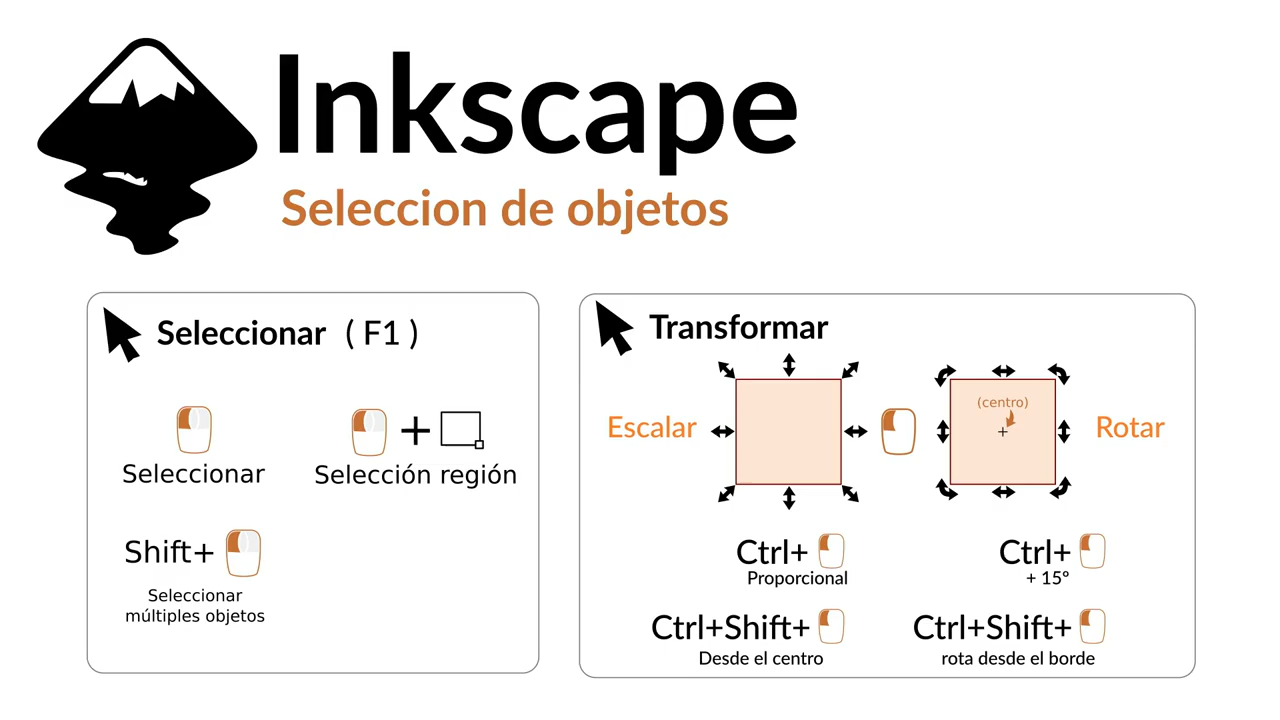 Inkscape
Seleccion de objetos
Seleccionar ( F1 )
Seleccionar
+
Selección región
Shift+
Seleccionar
múltiples objetos
Transformar
Escalar
(centro)
+
Rotar
Ctrl+
Proporcional
Ctrl+
+ 15º
Ctrl+Shift+
Desde el centro
Ctrl+Shift+
rota desde el borde